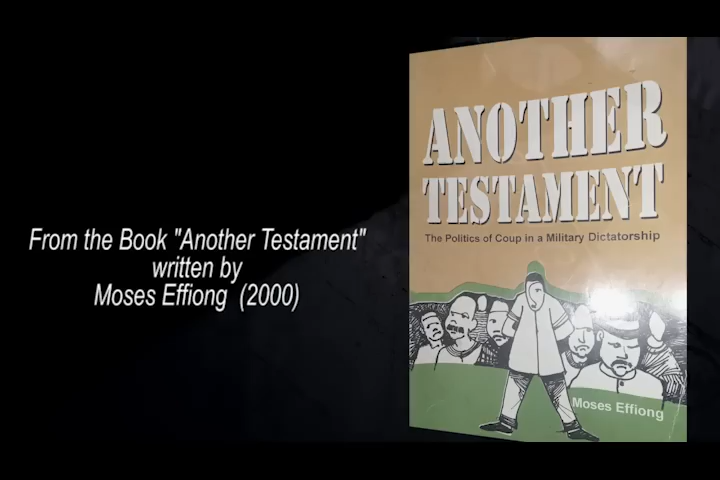 From the Book "Another Testament"
written by
Moses Effiong (2000)
ANOTHER
TESTAMENT
The Politics of Coup in a Military Dictatorship
Moses Effiong